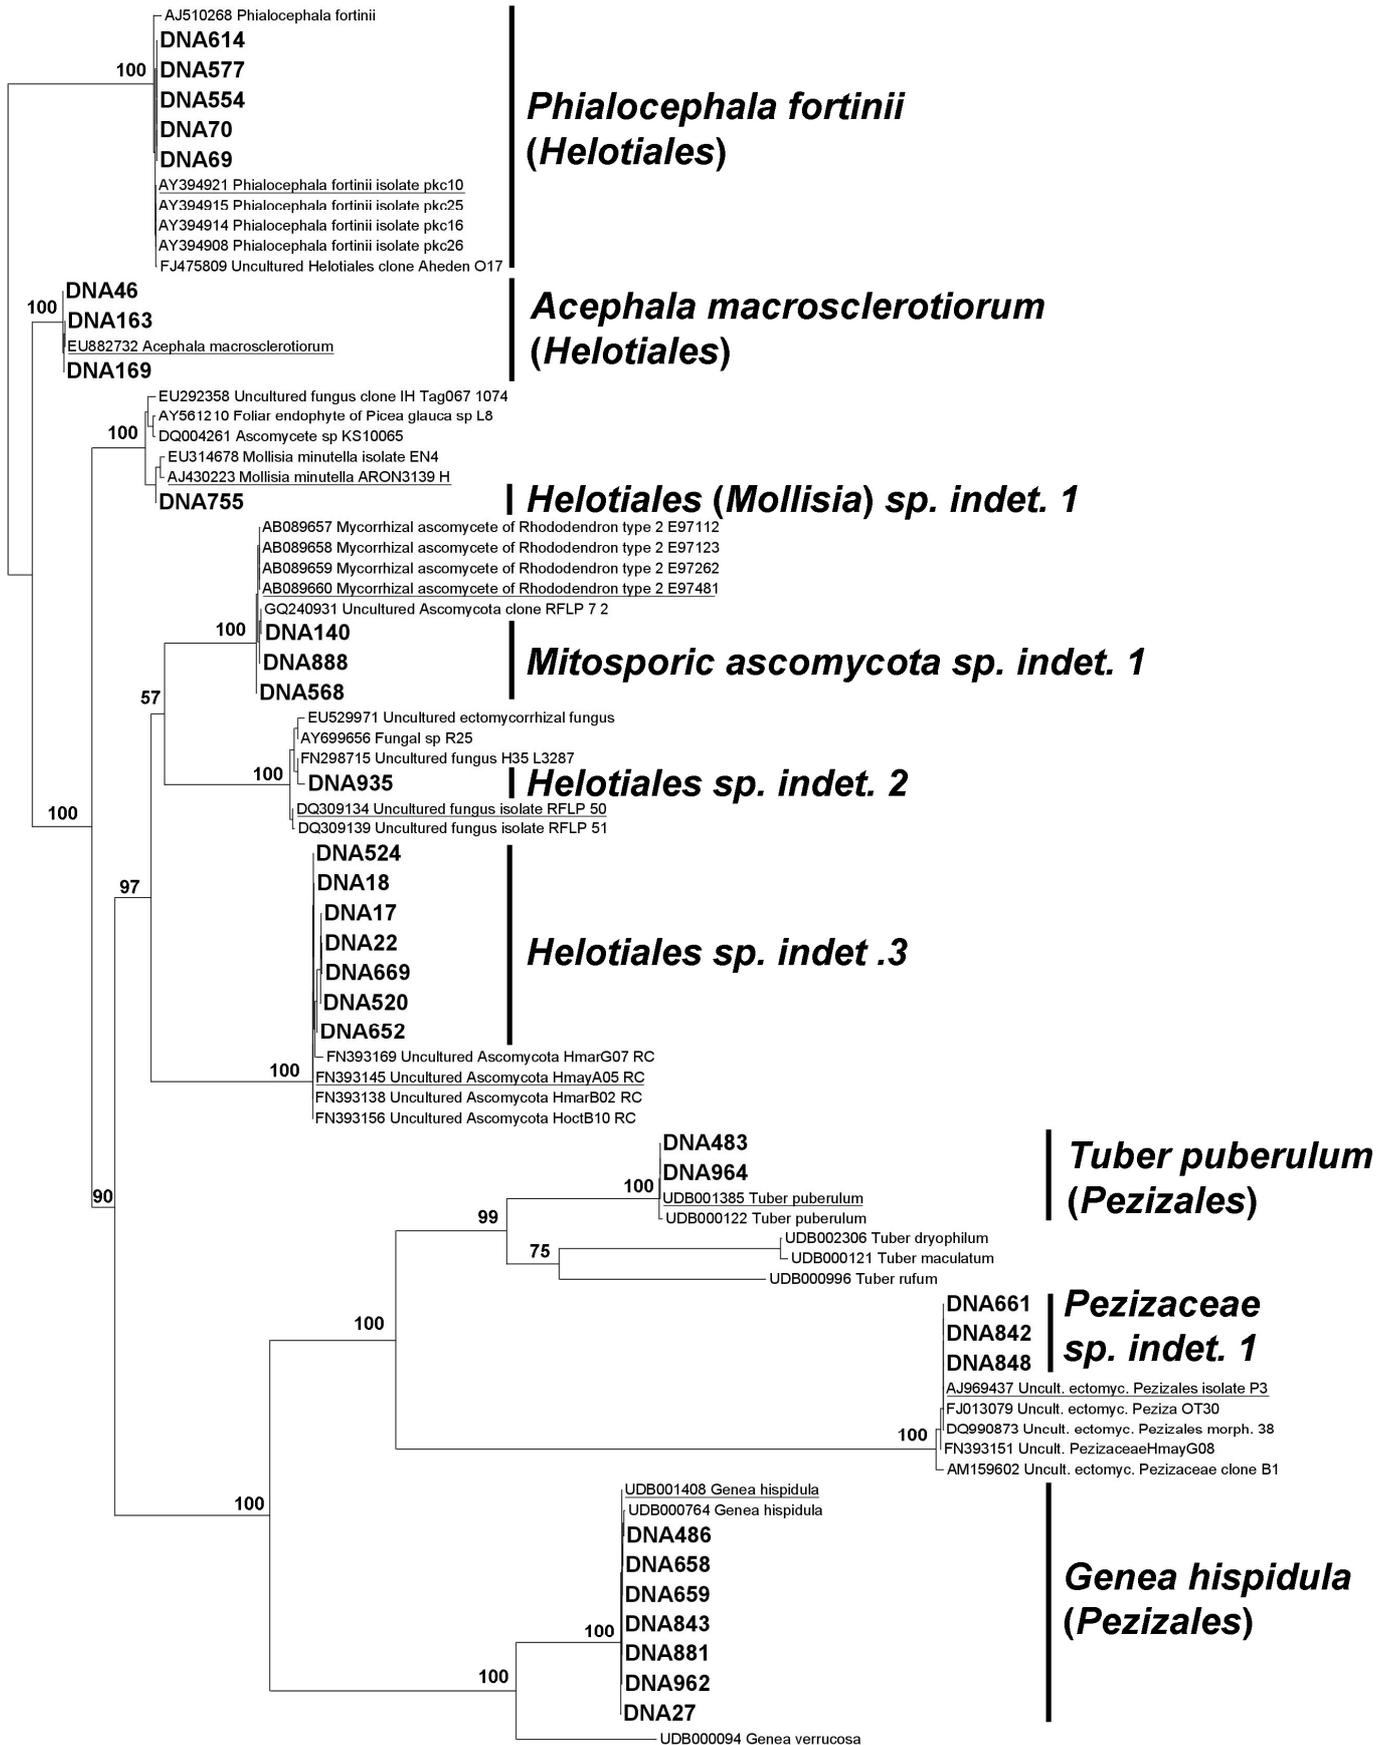 AJ510268 Phialocephala fortinii
DNA614
100
DNA577
DNA554
DNA70
DNA69
Phialocephala fortinii
(Helotiales)
AY394921 Phialocephala fortinii isolate pkc10
AY394915 Phialocephala fortinii isolate pkc25
AY394914 Phialocephala fortinii isolate pkc16
AY394908 Phialocephala fortinii isolate pkc26
FJ475809 Uncultured Helotiales clone Aheden O17
DNA46
100
DNA163
EU882732 Acephala macrosclerotiorum
DNA169
Acephala macrosclerotiorum
(Helotiales)
EU292358 Uncultured fungus clone IH Tag067 1074
AY561210 Foliar endophyte of Picea glauca sp L8
100
DQ004261 Ascomycete sp KS10065
EU314678 Mollisia minutella isolate EN4
AJ430223 Mollisia minutella ARON3139 H
DNA755
Helotiales (Mollisia) sp. indet. 1
AB089657 Mycorrhizal ascomycete of Rhododendron type 2 E97112
AB089658 Mycorrhizal ascomycete of Rhododendron type 2 E97123
AB089659 Mycorrhizal ascomycete of Rhododendron type 2 E97262
AB089660 Mycorrhizal ascomycete of Rhododendron type 2 E97481
GQ240931 Uncultured Ascomycota clone RFLP 7 2
100
DNA140
DNA888
DNA568
Mitosporic ascomycota sp. indet. 1
57
EU529971 Uncultured ectomycorrhizal fungus
AY699656 Fungal sp R25
FN298715 Uncultured fungus H35 L3287
100
DNA935
Helotiales sp. indet. 2
DQ309134 Uncultured fungus isolate RFLP 50
DQ309139 Uncultured fungus isolate RFLP 51
100
DNA524
DNA18
97
DNA17
DNA22
DNA669
DNA520
DNA652
Helotiales sp. indet .3
FN393169 Uncultured Ascomycota HmarG07 RC
100
FN393145 Uncultured Ascomycota HmayA05 RC
FN393138 Uncultured Ascomycota HmarB02 RC
FN393156 Uncultured Ascomycota HoctB10 RC
90
DNA483
DNA964
100
UDB001385 Tuber puberulum
UDB000122 Tuber puberulum
Tuber puberulum
(Pezizales)
99
75
UDB002306 Tuber dryophilum
UDB000121 Tuber maculatum
UDB000996 Tuber rufum
100
DNA661
DNA842
DNA848
Pezizaceae
sp. indet. 1
AJ969437 Uncult. ectomyc. Pezizales isolate P3
FJ013079 Uncult. ectomyc. Peziza OT30
DQ990873 Uncult. ectomyc. Pezizales morph. 38
100
FN393151 Uncult. PezizaceaeHmayG08
AM159602 Uncult. ectomyc. Pezizaceae clone B1
100
UDB001408 Genea hispidula
UDB000764 Genea hispidula
DNA486
DNA658
DNA659
DNA843
100
DNA881
DNA962
DNA27
Genea hispidula
(Pezizales)
100
UDB000094 Genea verrucosa